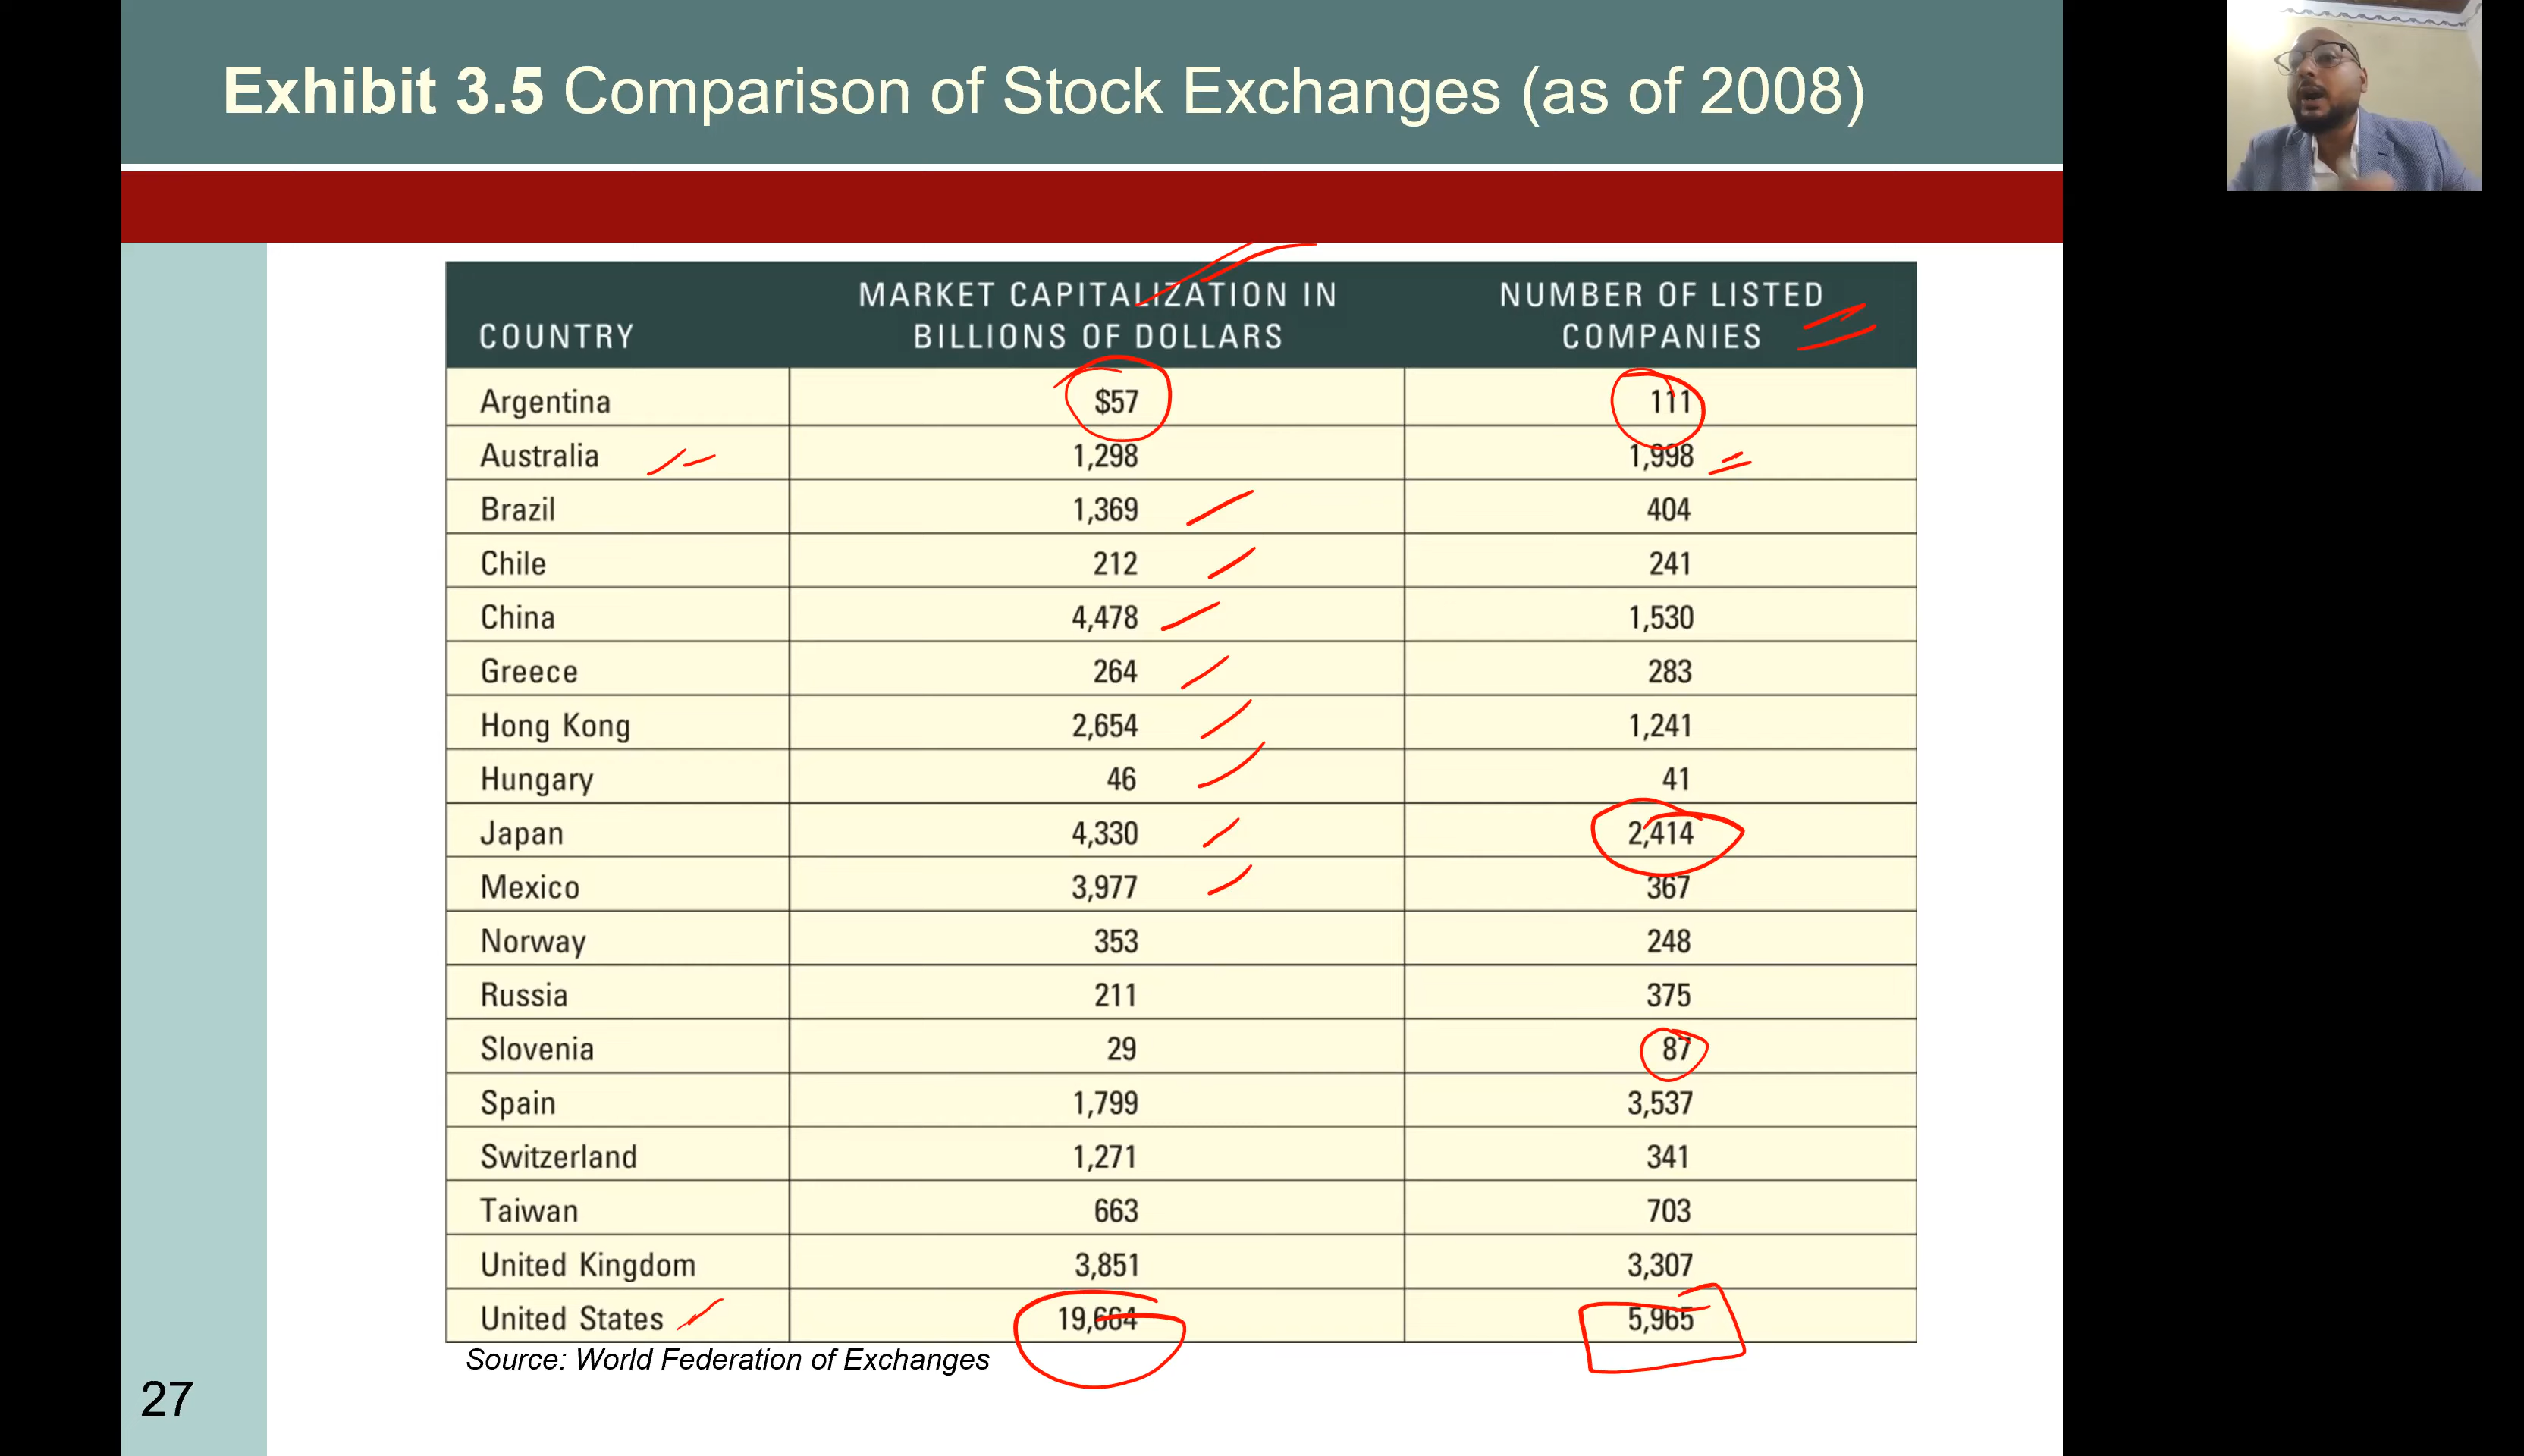 Exhibit 3.5 Comparison of Stock Exchanges (as of 2008)
COUNTRY MARKET CAPITALIZATION IN BILLIONS OF DOLLARS NUMBER OF LISTED COMPANIES
Argentina $57 111
Australia 1,298 1,998
Brazil 1,369 404
Chile 212 241
China 4,478 1,530
Greece 264 283
Hong Kong 2,654 1,241
Hungary 46 41
Japan 4,330 2,414
Mexico 3,977 367
Norway 353 248
Russia 211 375
Slovenia 29 87
Spain 1,799 3,537
Switzerland 1,271 341
Taiwan 663 703
United Kingdom 3,851 3,307
United States 19,664 5,965
Source: World Federation of Exchanges
27